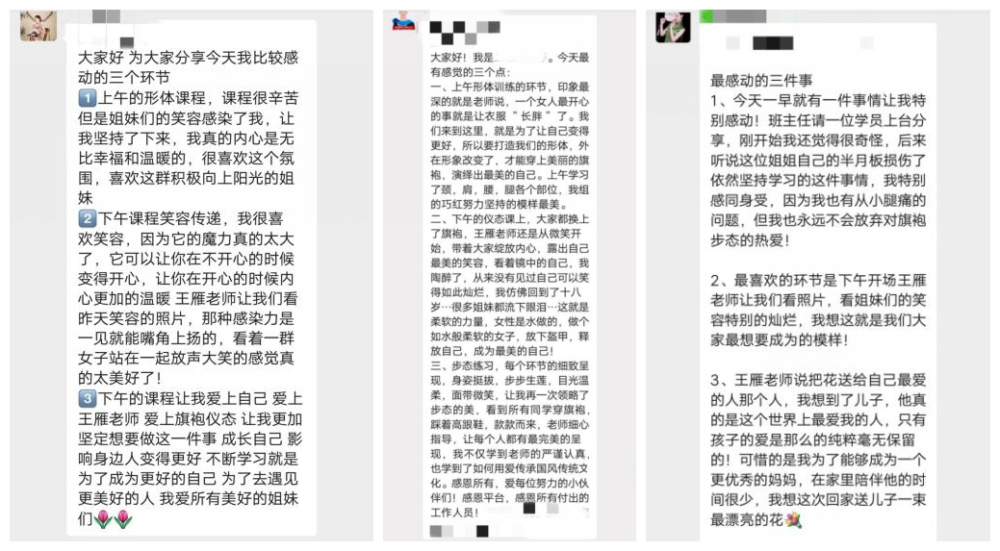 大家好 为大家分享今天我比较感
动的三个环节
1上午的形体课程，课程很辛苦
但是姐妹们的笑容感染了我，让
我坚持了下来，我真的内心是无
比幸福和温暖的，很喜欢这个氛
围，喜欢这群积极向上阳光的姐
妹
2下午课程笑容传递，我很喜
欢笑容，因为它的魔力真的太大
了，它可以让你在不开心的时候
变得开心，让你在开心的时候内
心更加的温暖 王雁老师让我们看
昨天笑容的照片，那种感染力是
一见就能嘴角上扬的，看着一群
女子站在一起放声大笑的感觉真
的太美好了！
3下午的课程让我爱上自己 爱上
王雁老师 爱上旗袍仪态 让我更加
坚定想要做这一件事 成长自己 影
响身边人变得更好 不断学习就是
为了成为更好的自己 为了去遇见
更美好的人 我爱所有美好的姐妹
们🌷🌷
大家好！我是 。今天最
有感觉的三个点：
一、上午形体训练的环节，印象最
深的就是老师说，一个女人最开心
的事就是让衣服“长胖”了。我
们来到这里，就是为了让自己变得
更好，所以要打造我们的形体，外
在形象改变了，才能穿上美丽的旗
袍，演绎出最美的自己。上午学习
了颈，肩，腰，腿各个部位，我组
的巧红努力坚持的模样最美。
二、下午的仪态课上，大家都换上
了旗袍，王雁老师还是从微笑开
始，带着大家绽放内心，露出自己
最美的笑容，看着镜中的自己，我
陶醉了，从来没有见过自己可以笑
得如此灿烂，我仿佛回到了十八
岁…很多姐妹都流下眼泪…这就是
柔软的力量，女性是水做的，做个
如水般柔软的女子，放下盔甲，释
放自己，成为最美的自己！
三、步态练习，每个环节的细致呈
现，身姿挺拔，步步生莲，目光温
柔，面带微笑，让我再一次领略了
步态的美，看到所有同学穿旗袍，
踩着高跟鞋，款款而来，老师细心
指导，让每个人都有最完美的呈
现，我不仅学到老师的严谨认真，
也学到了如何用爱传承国风传统文
化。感恩所有，爱每位努力的小伙
伴们！感恩平台，感恩所有付出的
工作人员！
最感动的三件事
1、今天一早就有一件事情让我特
别感动！班主任请一位学员上台分
享，刚开始我还觉得很奇怪，后来
听说这位姐姐自己的半月板损伤了
依然坚持学习的这件事情，我特别
感同身受，因为我也有从小腿痛的
问题，但我也永远不会放弃对旗袍
步态的热爱！
2、最喜欢的环节是下午开场王雁
老师让我们看照片，看姐妹们的笑
容特别的灿烂，我想这就是我们大
家最想要成为的模样！
3、王雁老师说把花送给自己最爱
的人那个人，我想到了儿子，他真
的是这个世界上最爱我的人，只有
孩子的爱是那么的纯粹毫无保留
的！可惜的是我为了能够成为一个
更优秀的妈妈，在家里陪伴他的时
间很少，我想这次回家送儿子一束
最漂亮的花💐